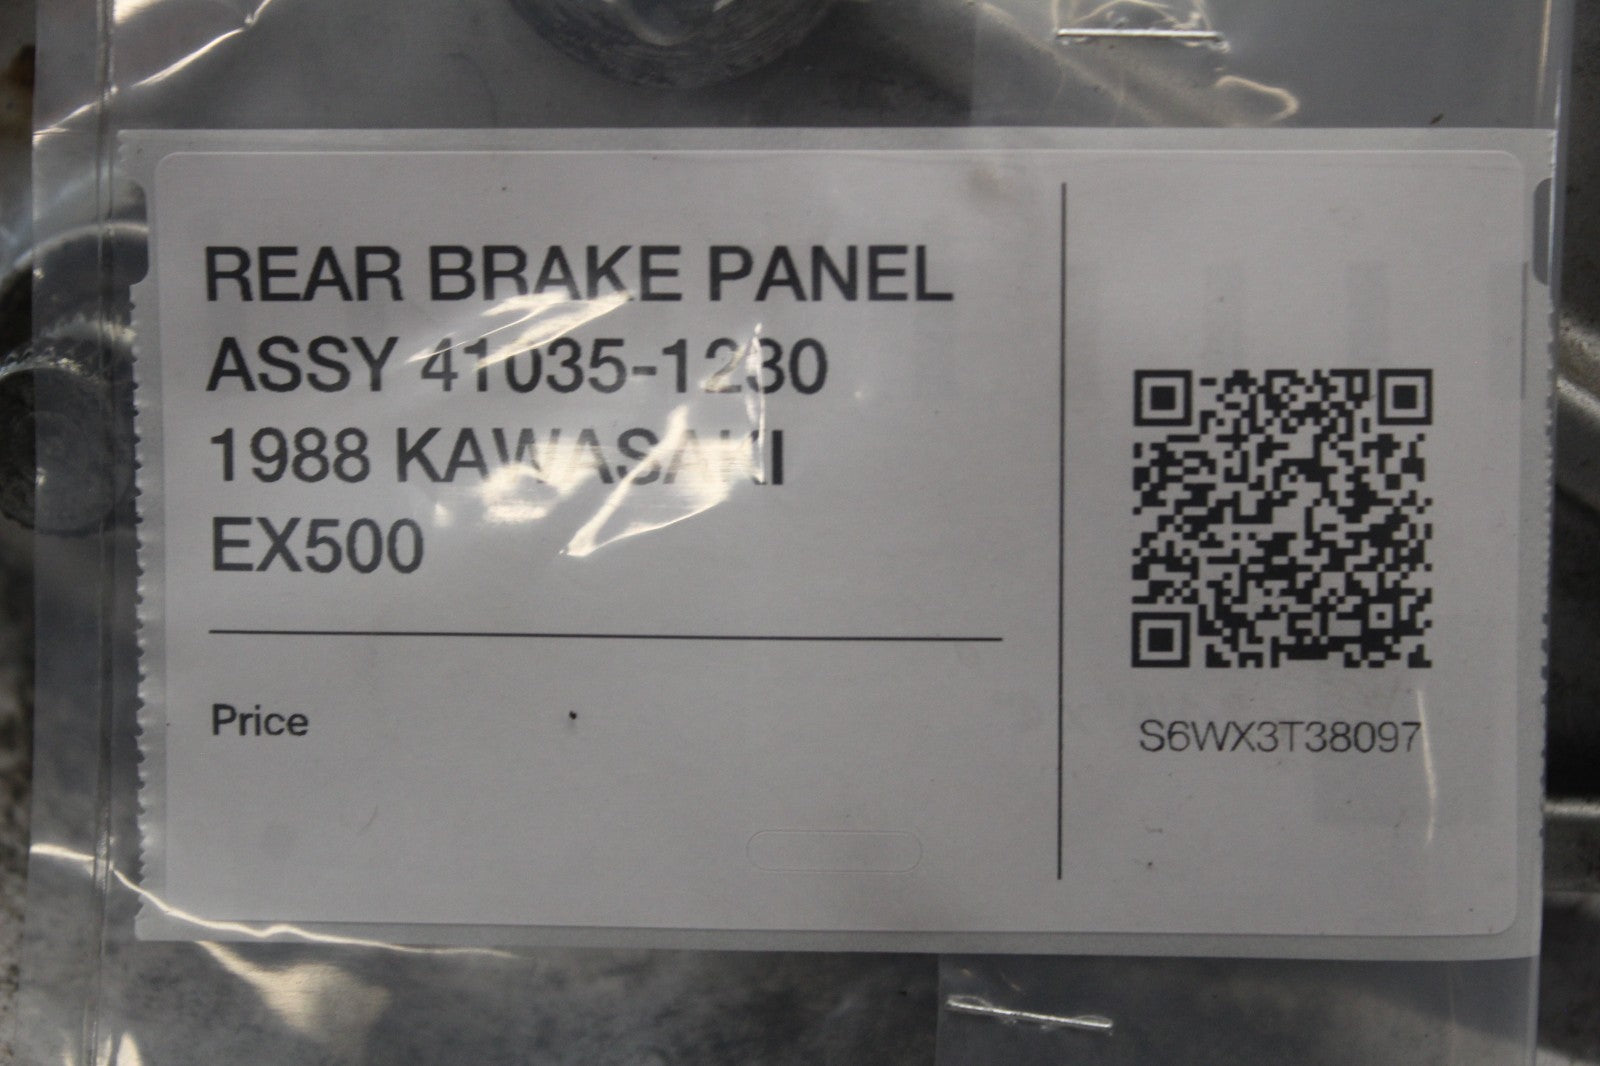 REAR BRAKE PANEL
ASSY 41035-1230
1988 KAWASAKI
EX500
Price
S6WX3T38097